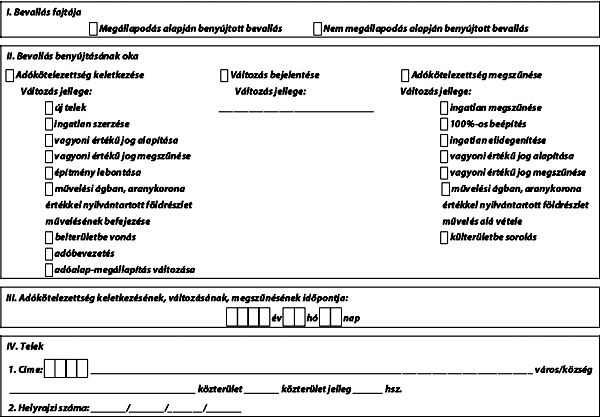 I. Bevallás fajtája
Megállapodás alapján benyújtott bevallás Nem megállapodás alapján benyújtott bevallás
II. Bevallás benyújtásának oka
Adókötelezettség keletkezése Változás bejelentése Adókötelezettség megszűnése
Változás jellege: Változás jellege: Változás jellege:
új telek ingatlan megszűnése
ingatlan szerzése 100%-os beépítés
vagyoni értékű jog alapítása ingatlan elidegenítése
vagyoni értékű jog megszűnése vagyoni értékű jog alapítása
építmény lebontása vagyoni értékű jog megszűnése
művelési ágban, aranykorona művelési ágban, aranykorona
értékkel nyilvántartott földrészlet értékkel nyilvántartott földrészlet
művelésének befejezése művelés alá vétele
belterületbe vonás külterületbe sorolás
adóbevezetés
adóalap-megállapítás változása
III. Adókötelezettség keletkezésének, változásának, megszűnésének időpontja:
év hó nap
IV. Telek
1. Címe: város/község
közterület közterület jelleg hsz.
2. Helyrajzi száma: ______/______/______/______